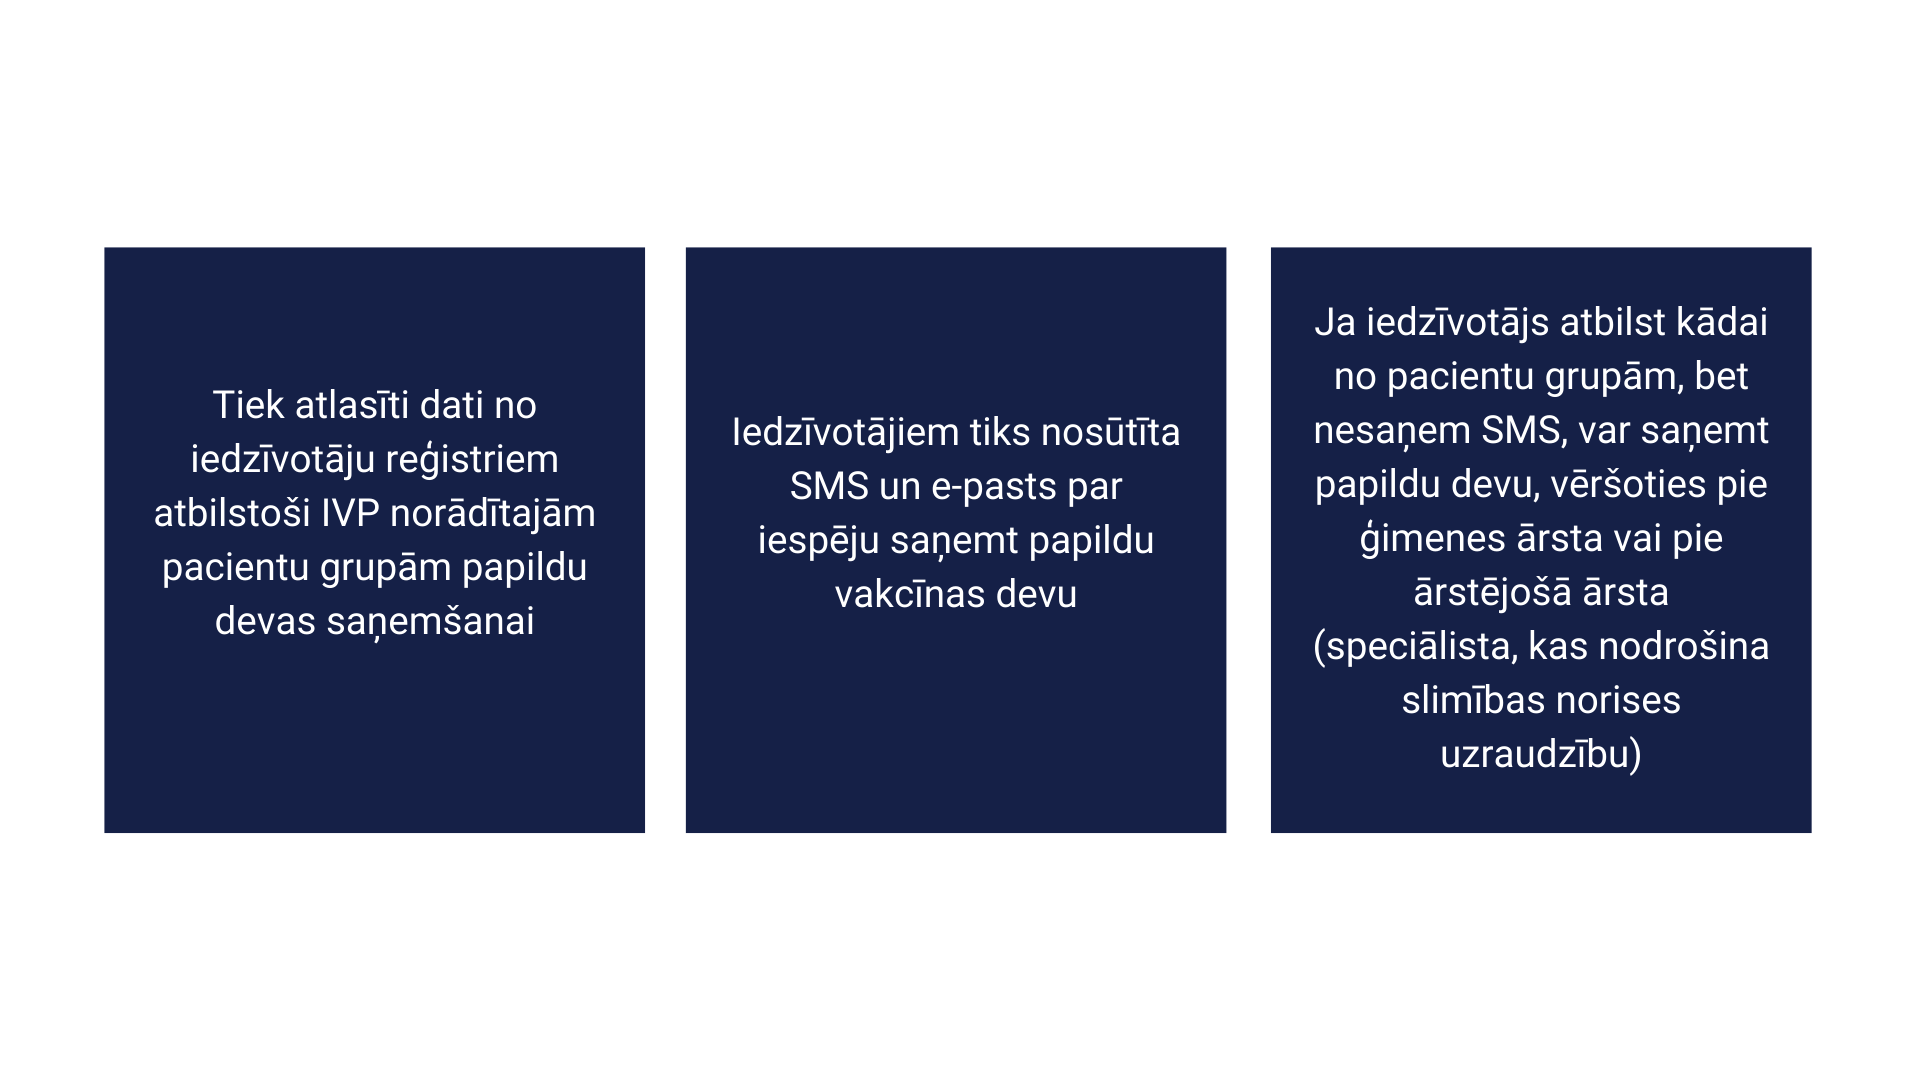 Tiek atlasīti dati no
iedzīvotāju reģistriem
atbilstoši IVP norādītajām
pacientu grupām papildu
devas saņemšanai
Iedzīvotājiem tiks nosūtīta
SMS un e-pasts par
iespēju saņemt papildu
vakcīnas devu
Ja iedzīvotājs atbilst kādai
no pacientu grupām, bet
nesaņem SMS, var saņemt
papildu devu, vēršoties pie
ģimenes ārsta vai pie
ārstējošā ārsta
(speciālista, kas nodrošina
slimības norises
uzraudzību)